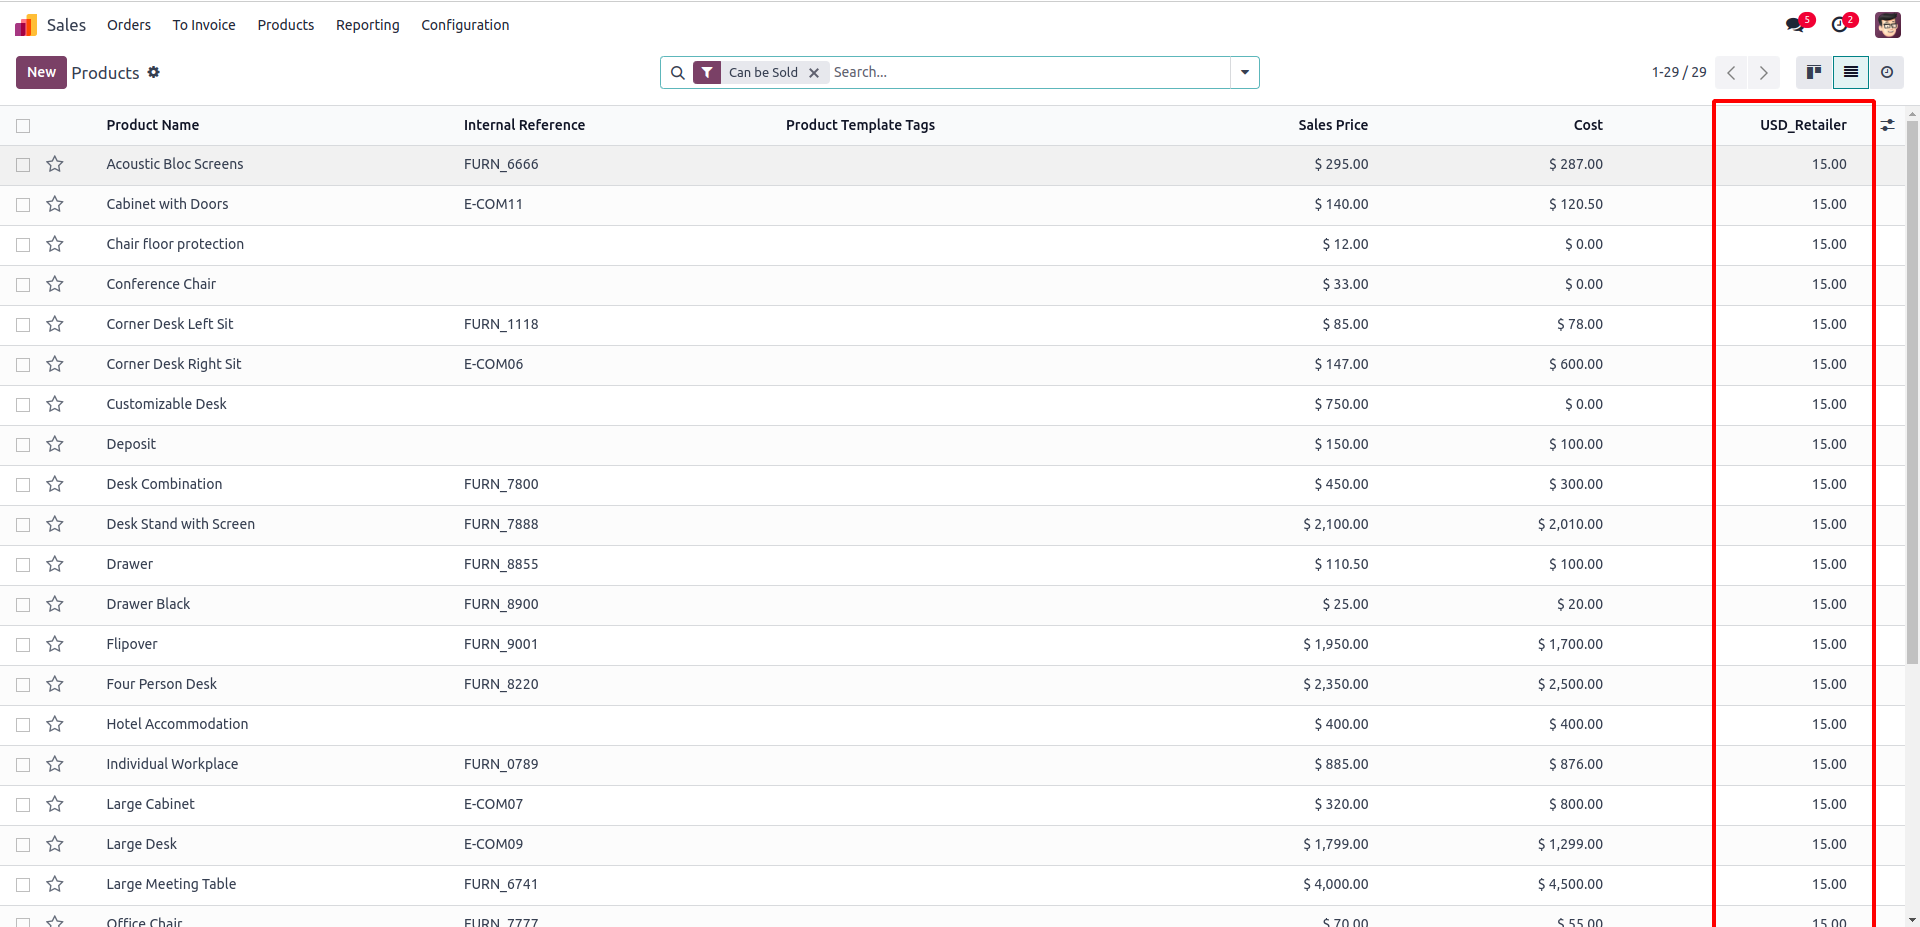 Sales Orders To Invoice Products Reporting Configuration 5 2
New Products Can be Sold Search... 1-29 / 29
Product Name Internal Reference Product Template Tags Sales Price Cost USD_Retailer
Acoustic Bloc Screens FURN_6666 $ 295.00 $ 287.00 15.00
Cabinet with Doors E-COM11 $ 140.00 $ 120.50 15.00
Chair floor protection $ 12.00 $ 0.00 15.00
Conference Chair $ 33.00 $ 0.00 15.00
Corner Desk Left Sit FURN_1118 $ 85.00 $ 78.00 15.00
Corner Desk Right Sit E-COM06 $ 147.00 $ 600.00 15.00
Customizable Desk $ 750.00 $ 0.00 15.00
Deposit $ 150.00 $ 100.00 15.00
Desk Combination FURN_7800 $ 450.00 $ 300.00 15.00
Desk Stand with Screen FURN_7888 $ 2,100.00 $ 2,010.00 15.00
Drawer FURN_8855 $ 110.50 $ 100.00 15.00
Drawer Black FURN_8900 $ 25.00 $ 20.00 15.00
Flipover FURN_9001 $ 1,950.00 $ 1,700.00 15.00
Four Person Desk FURN_8220 $ 2,350.00 $ 2,500.00 15.00
Hotel Accommodation $ 400.00 $ 400.00 15.00
Individual Workplace FURN_0789 $ 885.00 $ 876.00 15.00
Large Cabinet E-COM07 $ 320.00 $ 800.00 15.00
Large Desk E-COM09 $ 1,799.00 $ 1,299.00 15.00
Large Meeting Table FURN_6741 $ 4,000.00 $ 4,500.00 15.00
Office Chair FURN_7777 $ 70.00 $ 55.00 15.00